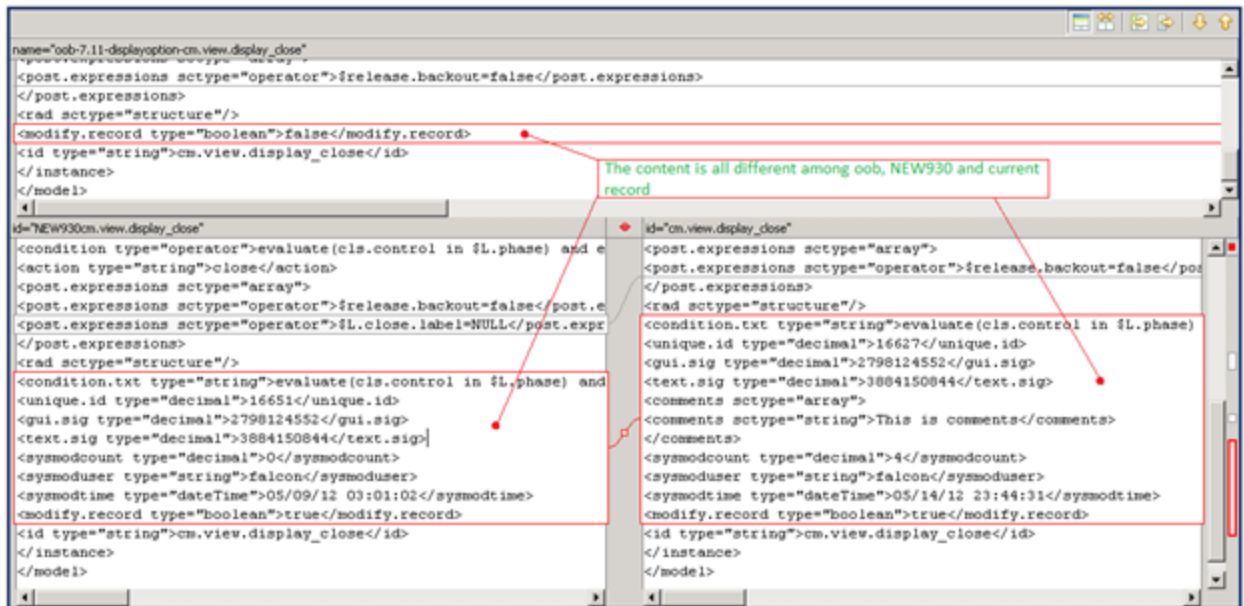 name="oob-7.11-displayoption-cm.view.display_close"
<post.expressions sctype="array">
<post.expressions sctype="operator">$release.backout=false</post.expressions>
</post.expressions>
<rad sctype="structure"/>
<modify.record type="boolean">false</modify.record>
<id type="string">cm.view.display_close</id>
</instance>
</model>
The content is all different among oob, NEW930 and current
record
id="NEW930cm.view.display_close"
<condition type="operator">evaluate(cls.control in $L.phase) and e
<action type="string">close</action>
<post.expressions sctype="array">
<post.expressions sctype="operator">$release.backout=false</post.e
<post.expressions sctype="operator">$L.close.label=NULL</post.expr
</post.expressions>
<rad sctype="structure"/>
<condition.txt type="string">evaluate(cls.control in $L.phase) and
<unique.id type="decimal">16651</unique.id>
<gui.sig type="decimal">2798124552</gui.sig>
<text.sig type="decimal">3884150844</text.sig>
<sysmodcount type="decimal">0</sysmodcount>
<sysmoduser type="string">falcon</sysmoduser>
<sysmodtime type="dateTime">05/09/12 03:01:02</sysmodtime>
<modify.record type="boolean">true</modify.record>
<id type="string">cm.view.display_close</id>
</instance>
</model>
id="cm.view.display_close"
<post.expressions sctype="array">
<post.expressions sctype="operator">$release.backout=false</pos
</post.expressions>
<rad sctype="structure"/>
<condition.txt type="string">evaluate(cls.control in $L.phase)
<unique.id type="decimal">16627</unique.id>
<gui.sig type="decimal">2798124552</gui.sig>
<text.sig type="decimal">3884150844</text.sig>
<comments sctype="array">
<comments sctype="string">This is comments</comments>
</comments>
<sysmodcount type="decimal">4</sysmodcount>
<sysmoduser type="string">falcon</sysmoduser>
<sysmodtime type="dateTime">05/14/12 23:44:31</sysmodtime>
<modify.record type="boolean">true</modify.record>
<id type="string">cm.view.display_close</id>
</instance>
</model>